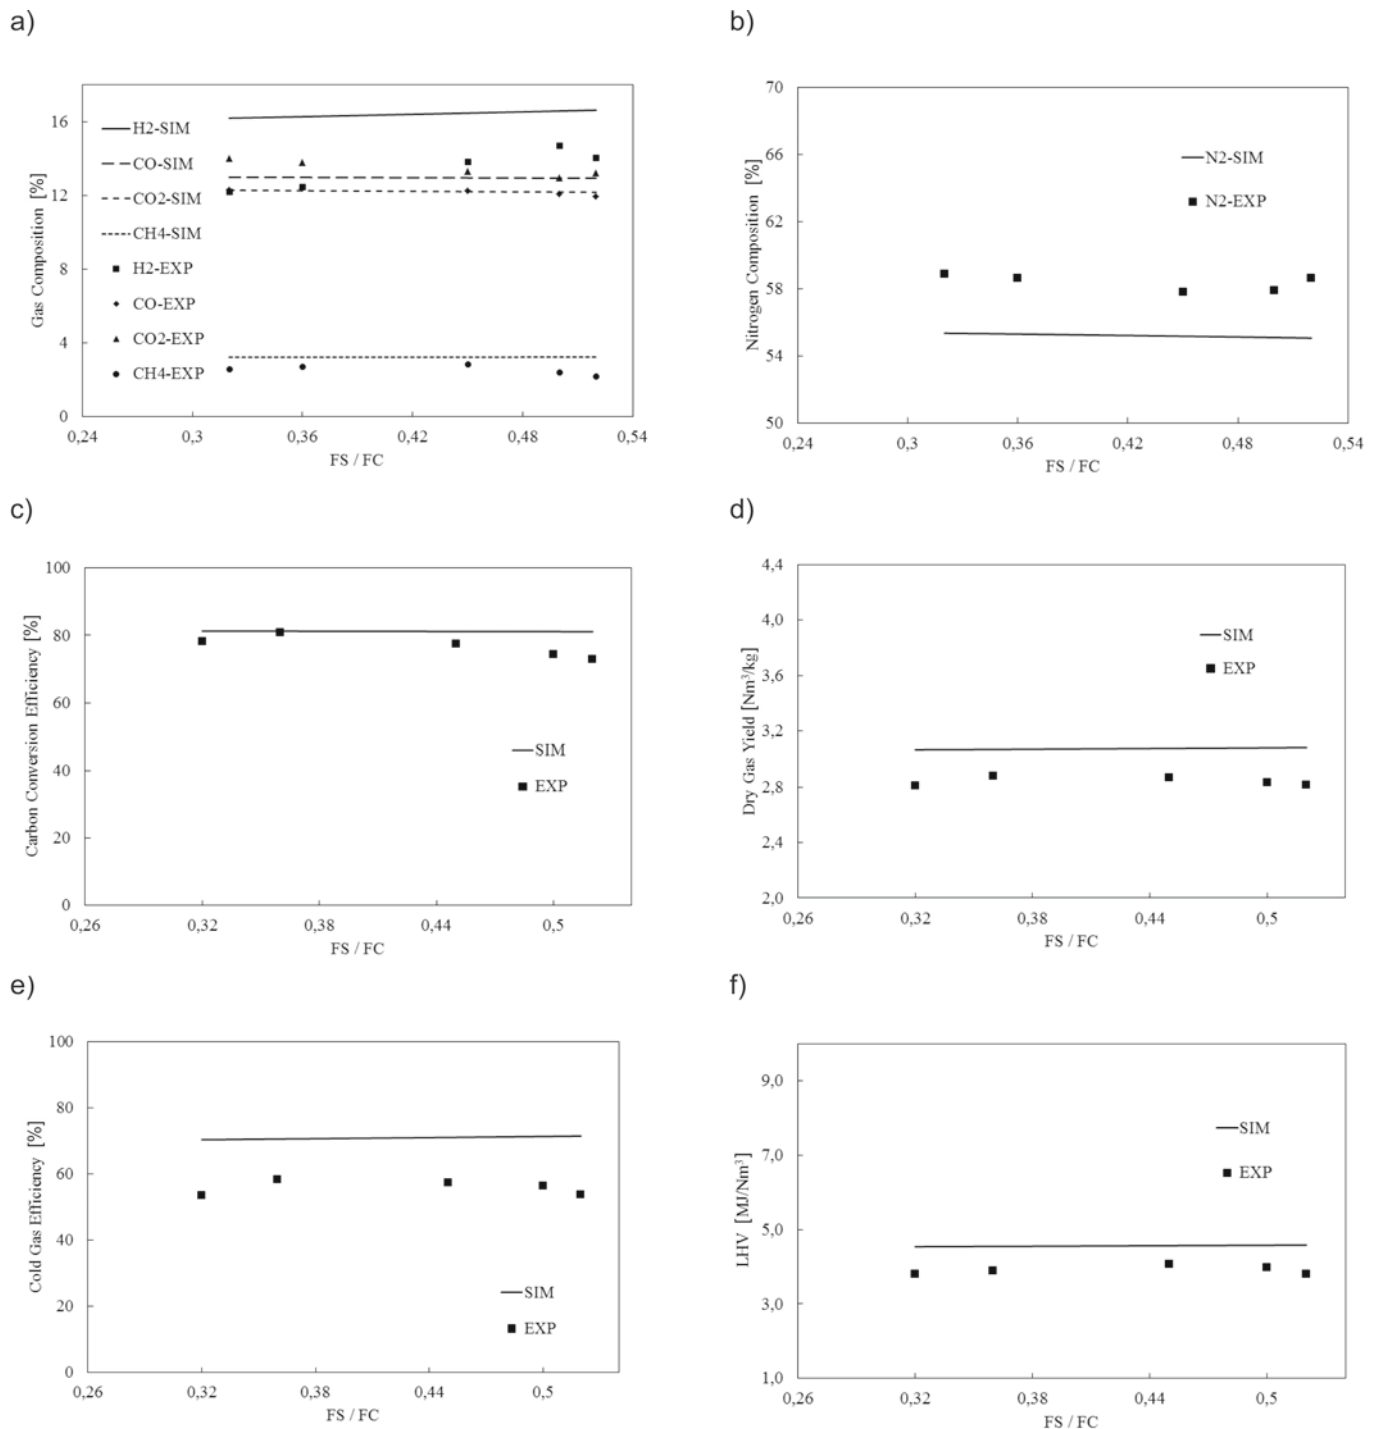 a)
Gas Composition [%]
16
12
8
4
0
H2-SIM
CO-SIM
CO2-SIM
CH4-SIM
H2-EXP
CO-EXP
CO2-EXP
CH4-EXP
0,24 0,3 0,36 0,42 0,48 0,54
FS / FC
b)
Nitrogen Composition [%]
70
66
62
58
54
50
N2-SIM
N2-EXP
0,24 0,3 0,36 0,42 0,48 0,54
FS / FC
c)
Carbon Conversion Efficiency [%]
100
80
60
40
20
0
SIM
EXP
0,26 0,32 0,38 0,44 0,5
FS / FC
d)
Dry Gas Yield [Nm³/kg]
4,4
4,0
3,6
3,2
2,8
2,4
2,0
SIM
EXP
0,26 0,32 0,38 0,44 0,5
FS / FC
e)
Cold Gas Efficiency [%]
100
80
60
40
20
0
SIM
EXP
0,26 0,32 0,38 0,44 0,5
FS / FC
f)
LHV [MJ/Nm³]
9,0
7,0
5,0
3,0
1,0
SIM
EXP
0,26 0,32 0,38 0,44 0,5
FS / FC